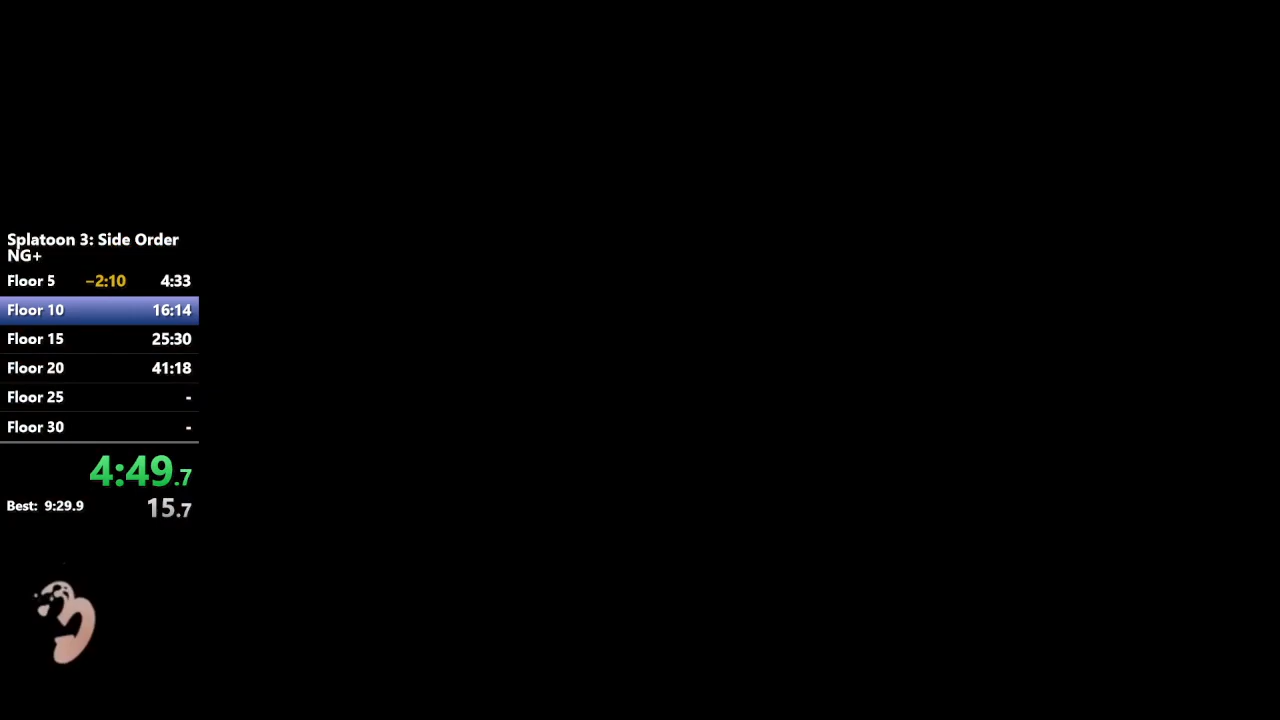 Splatoon 3: Side Order
NG+
Floor 5 −2:10 4:33
Floor 10 16:14
Floor 15 25:30
Floor 20 41:18
Floor 25 -
Floor 30 -
4:49.7
Best: 9:29.9 15.7